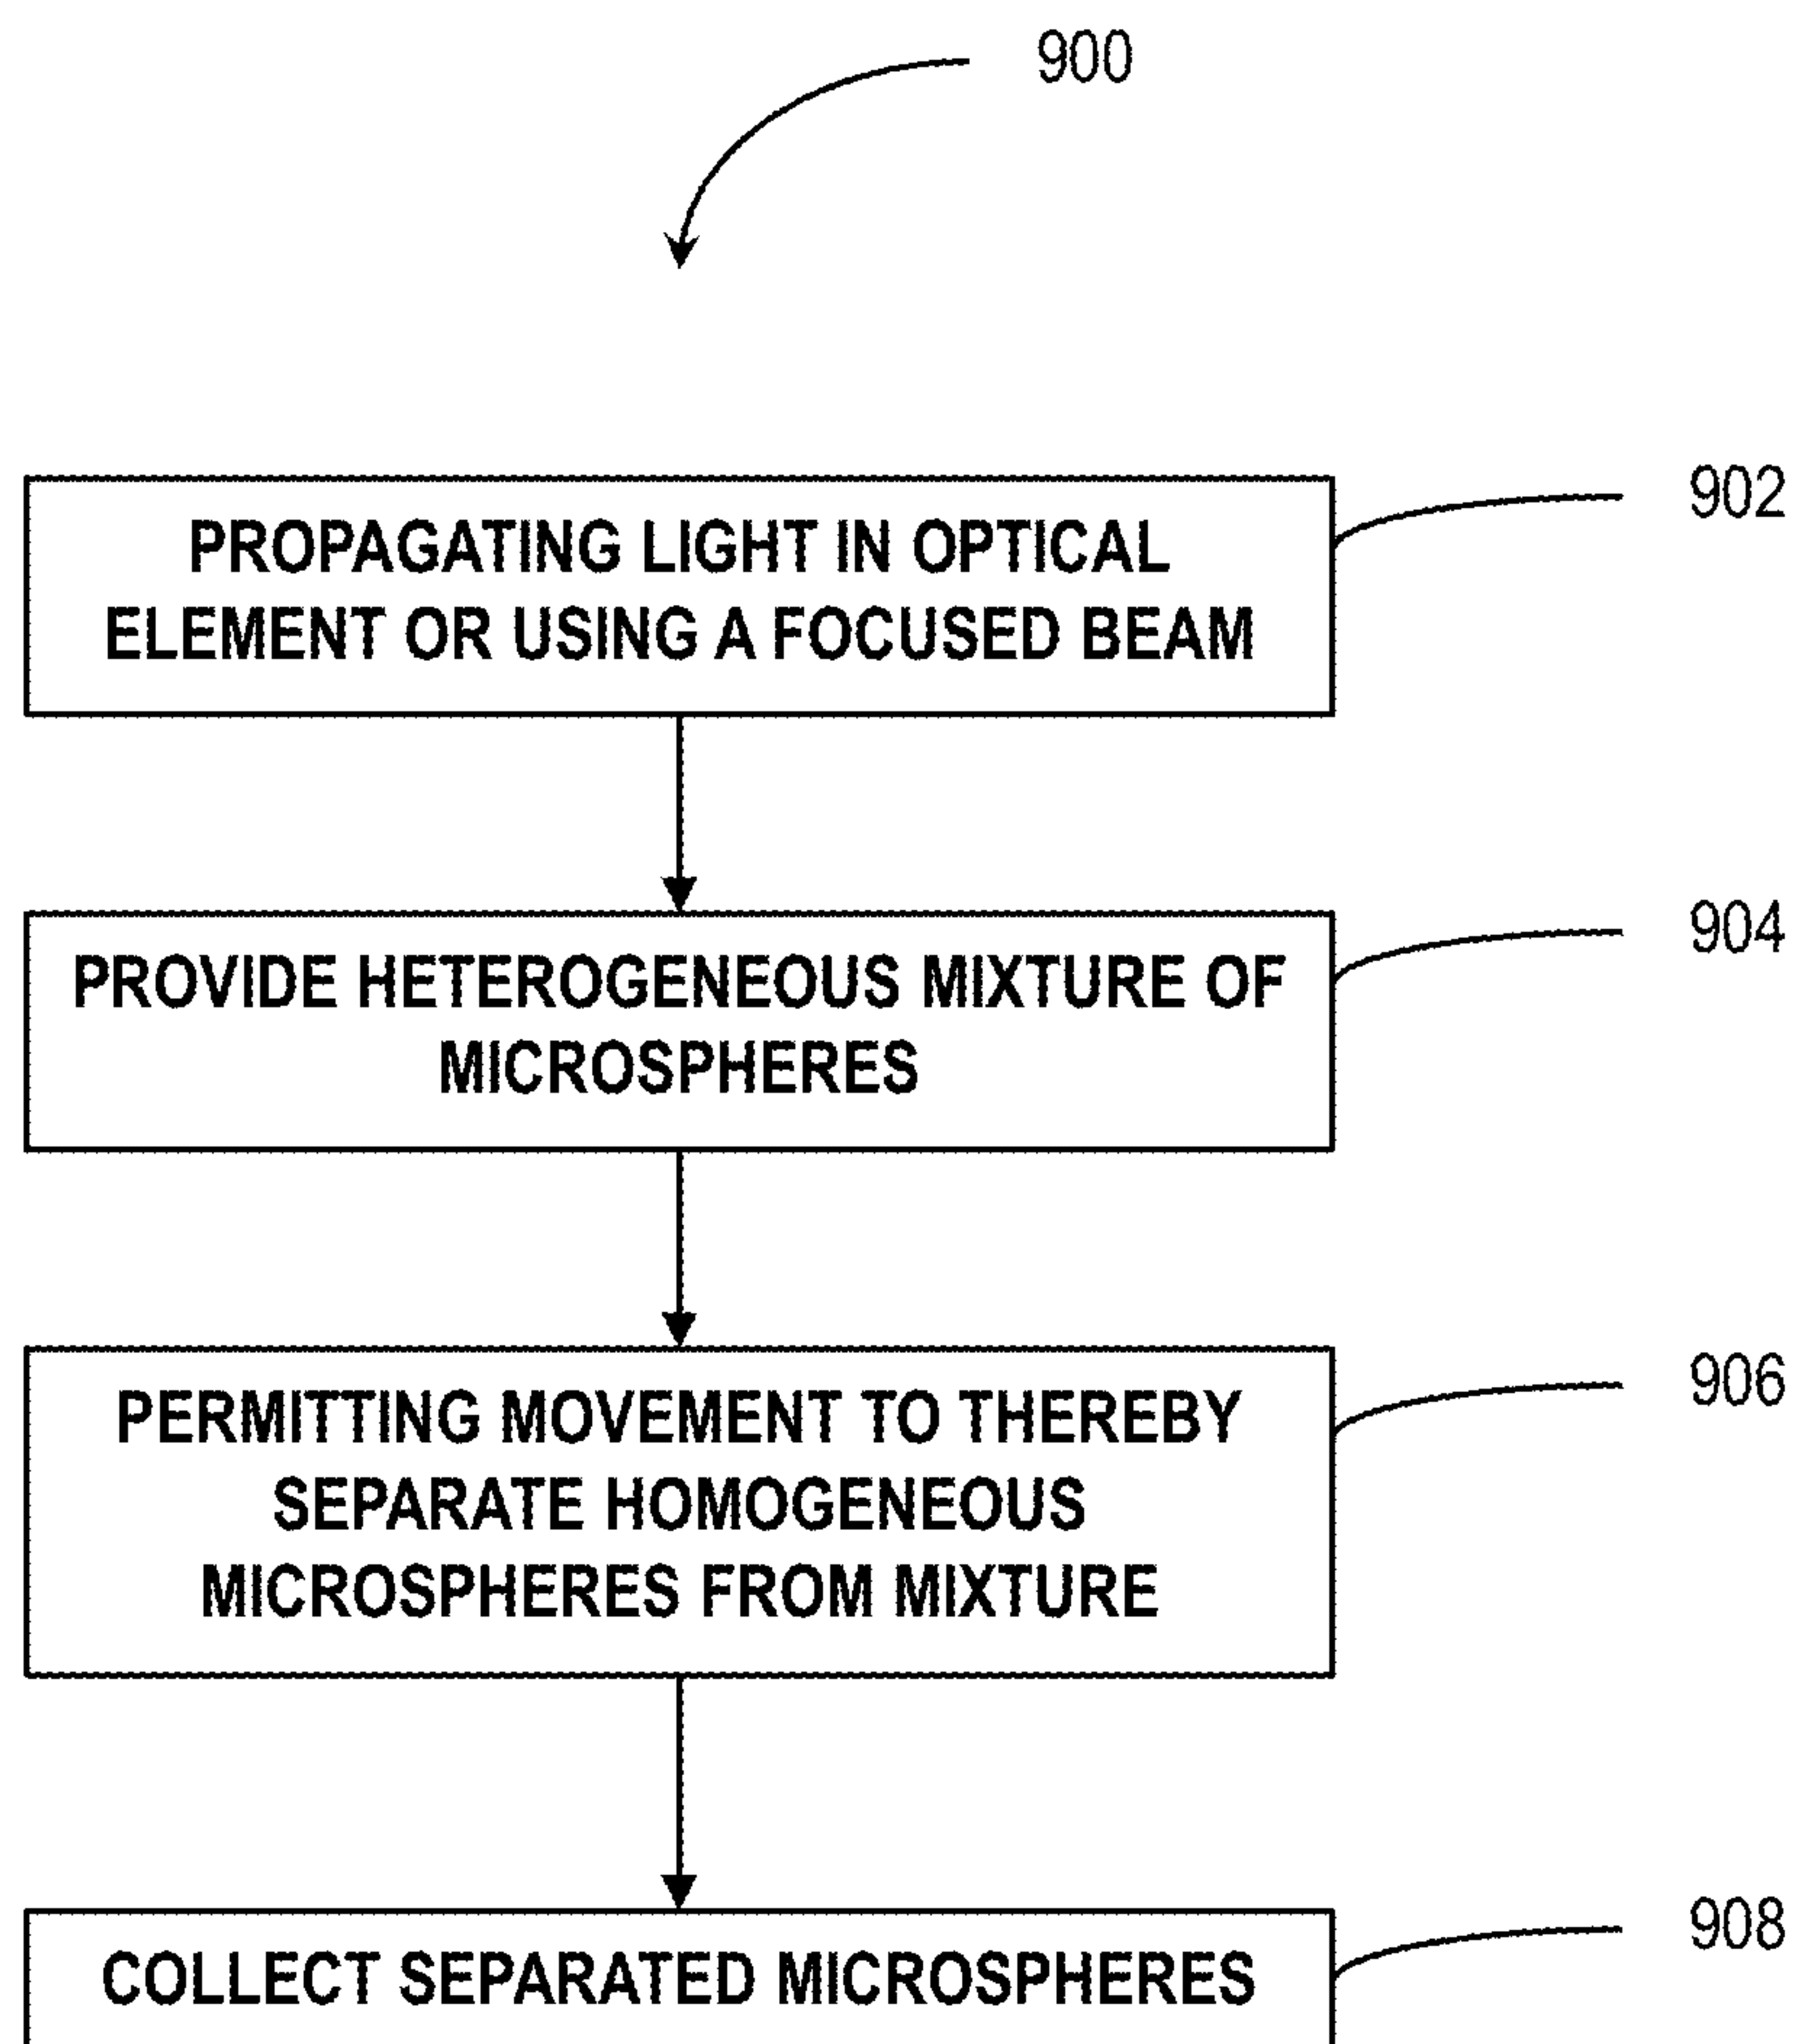 900
902
PROPAGATING LIGHT IN OPTICAL
ELEMENT OR USING A FOCUSED BEAM
904
PROVIDE HETEROGENEOUS MIXTURE OF
MICROSPHERES
906
PERMITTING MOVEMENT TO THEREBY
SEPARATE HOMOGENEOUS
MICROSPHERES FROM MIXTURE
908
COLLECT SEPARATED MICROSPHERES